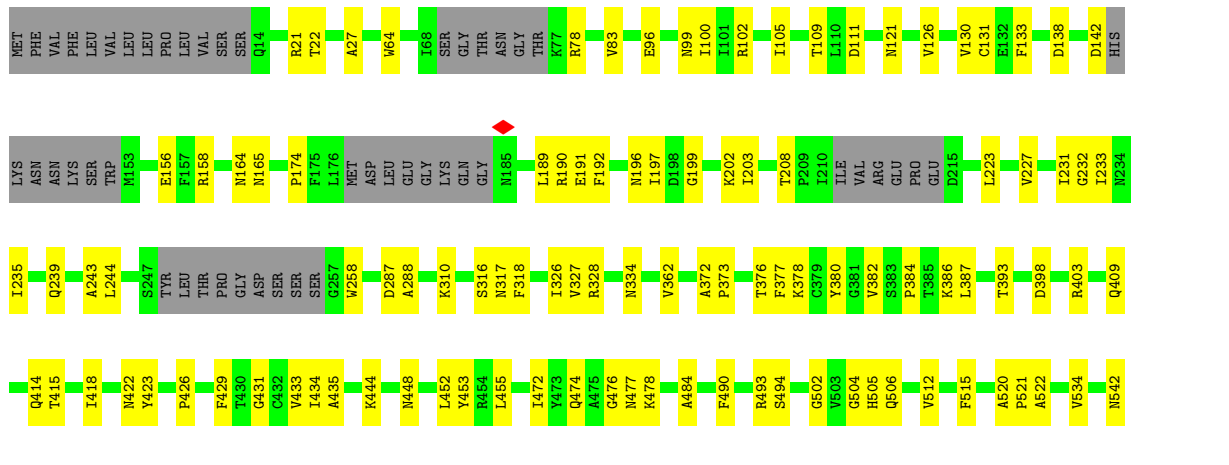 MET PHE VAL PHE LEU VAL LEU LEU PRO LEU VAL SER SER Q14 R21 T22 A27 W64 I68 SER GLY THR ASN GLY THR K77 R78 V83 E96 N99 I100 I101 R102 I105 T109 L110 D111 N121 V126 V130 C131 E132 F133 D138 D142 HIS
LYS ASN ASN LYS SER TRP M153 E156 F157 R158 N164 N165 P174 F175 L176 MET ASP LEU GLU GLY LYS GLN GLY N185 L189 R190 E191 F192 N196 I197 D198 G199 K202 I203 T208 P209 I210 ILE VAL ARG GLU PRO GLU D215 L223 V227 I231 G232 I233 N234
I235 Q239 A243 L244 S247 TYR LEU THR PRO GLY ASP SER SER SER G257 W258 D287 A288 K310 S316 N317 F318 I326 V327 R328 N334 V362 A372 P373 T376 F377 K378 C379 Y380 G381 V382 S383 P384 T385 K386 L387 T393 D398 R403 Q409
Q414 T415 I418 N422 Y423 P426 F429 T430 G431 C432 V433 I434 A435 K444 N448 L452 Y453 R454 L455 I472 Y473 Q474 A475 G476 N477 K478 A484 F490 R493 S494 G502 V503 G504 H505 Q506 V512 F515 A520 P521 A522 V534 N542